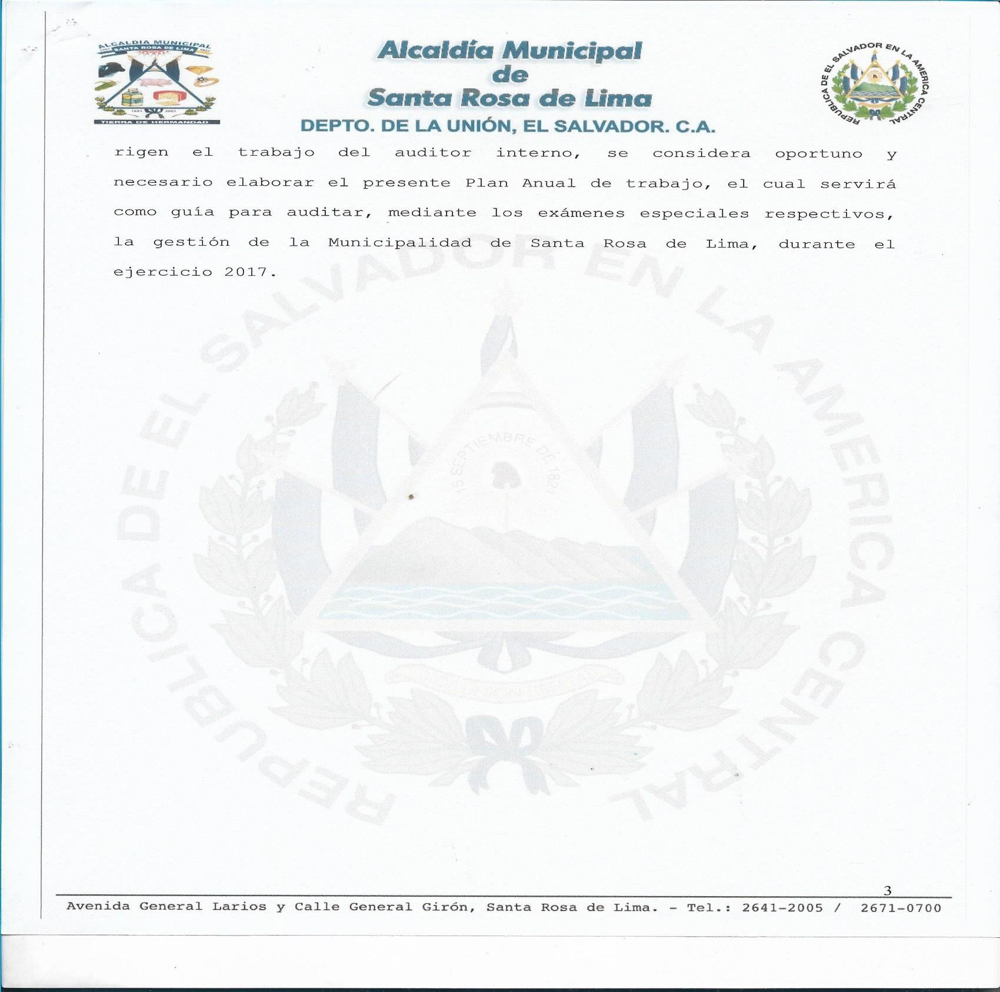 ALCALDIA MUNICIPAL
SANTA ROSA DE LIMA
TIERRA DE HERMANDAD
Alcaldía Municipal
de
Santa Rosa de Lima
DEPTO. DE LA UNIÓN, EL SALVADOR. C.A.
REPUBLICA DE EL SALVADOR EN LA AMERICA CENTRAL
rigen el trabajo del auditor interno, se considera oportuno y
necesario elaborar el presente Plan Anual de trabajo, el cual servirá
como guía para auditar, mediante los exámenes especiales respectivos,
la gestión de la Municipalidad de Santa Rosa de Lima, durante el
ejercicio 2017.
REPUBLICA DE EL SALVADOR EN LA AMERICA CENTRAL
15 SEPTIEMBRE DE 1821
UNION
3
Avenida General Larios y Calle General Girón, Santa Rosa de Lima. – Tel.: 2641–2005 / 2671–0700